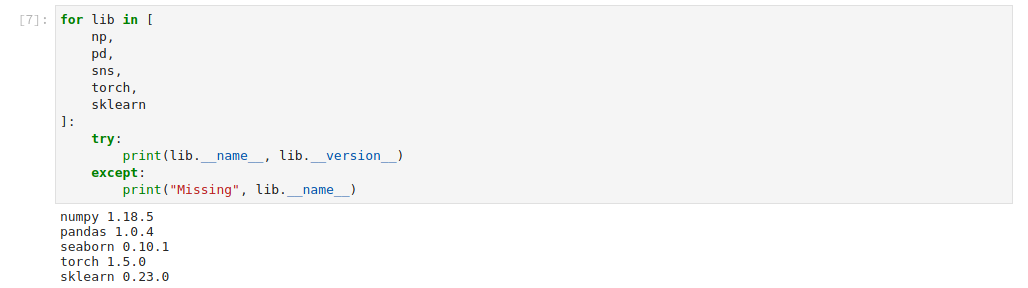 [7]: for lib in [
    np,
    pd,
    sns,
    torch,
    sklearn
]:
    try:
        print(lib.__name__, lib.__version__)
    except:
        print("Missing", lib.__name__)
numpy 1.18.5
pandas 1.0.4
seaborn 0.10.1
torch 1.5.0
sklearn 0.23.0